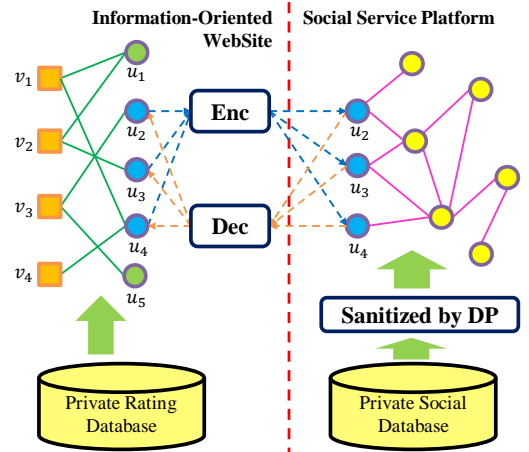 Information-Oriented
WebSite
Social Service Platform
v1
v2
v3
v4
u1
u2
u3
u4
u5
Enc
Dec
u2
u3
u4
Sanitized by DP
Private Rating
Database
Private Social
Database